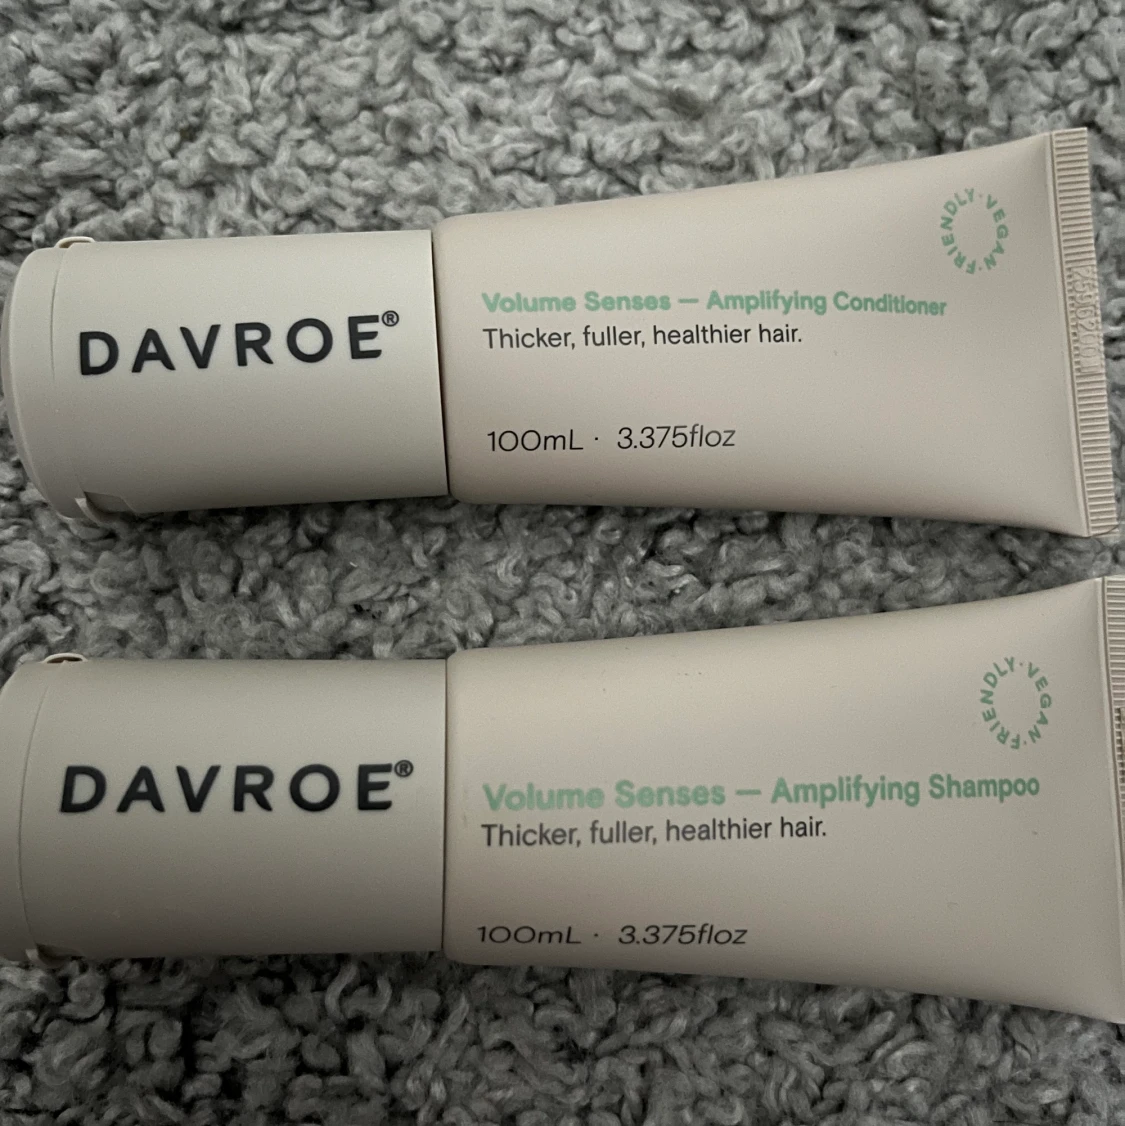 DAVROE®
Volume Senses — Amplifying Conditioner
Thicker, fuller, healthier hair.
100mL · 3.375floz
FRIENDLY · VEGAN ·
DAVROE®
Volume Senses — Amplifying Shampoo
Thicker, fuller, healthier hair.
100mL · 3.375floz
FRIENDLY · VEGAN ·